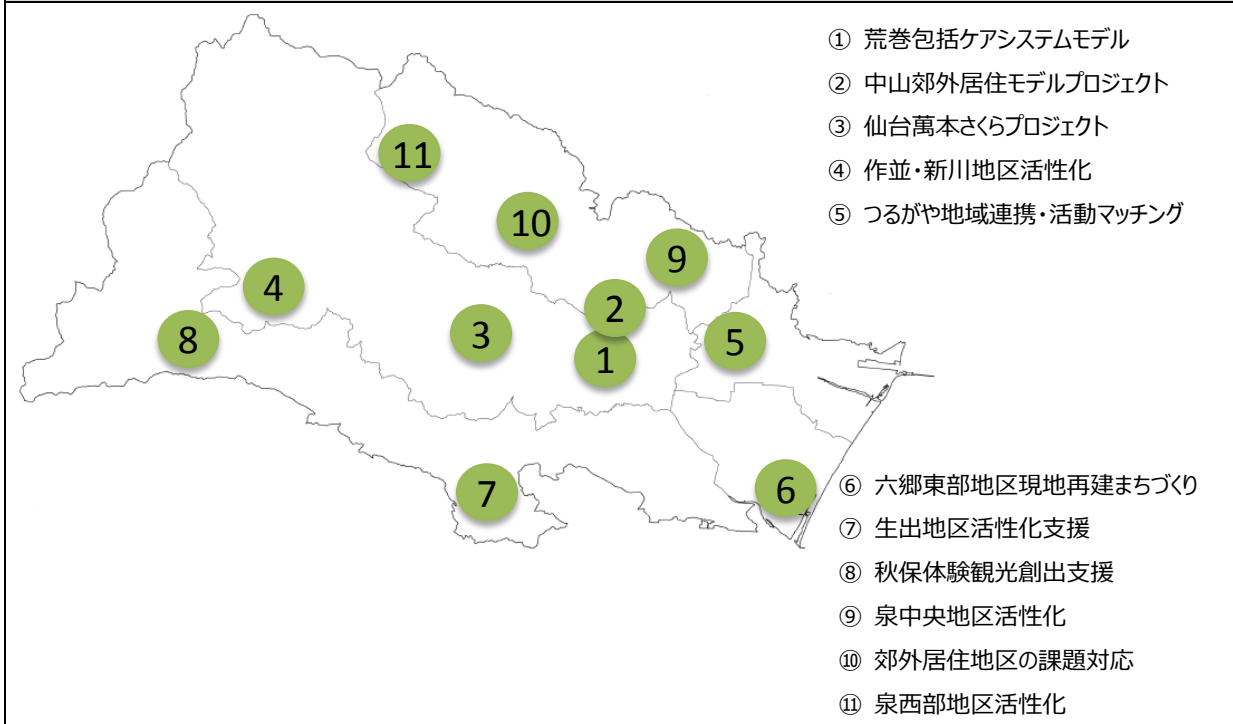 ① 荒巻包括ケアシステムモデル
② 中山郊外居住モデルプロジェクト
③ 仙台萬本さくらプロジェクト
④ 作並・新川地区活性化
⑤ つるがや地域連携・活動マッチング
11
10
9
4
2
8
3
5
1
7
6
⑥ 六郷東部地区現地再建まちづくり
⑦ 生出地区活性化支援
⑧ 秋保体験観光創出支援
⑨ 泉中央地区活性化
⑩ 郊外居住地区の課題対応
⑪ 泉西部地区活性化